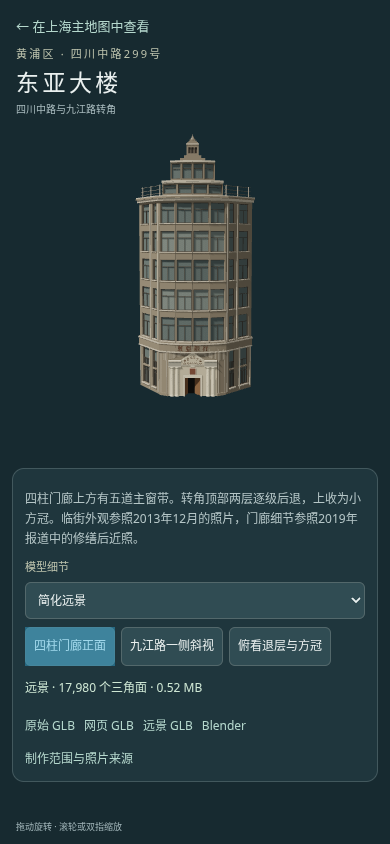 ← 在上海主地图中查看
黄浦区 · 四川中路299号
东亚大楼
四川中路与九江路转角
四柱门廊上方有五道主窗带。转角顶部两层逐级后退，上收为小
方冠。临街外观参照2013年12月的照片，门廊细节参照2019年
报道中的修缮后近照。
模型细节
简化远景
四柱门廊正面 九江路一侧斜视 俯看退层与方冠
远景 · 17,980 个三角面 · 0.52 MB
原始 GLB 网页 GLB 远景 GLB Blender
制作范围与照片来源
拖动旋转 · 滚轮或双指缩放